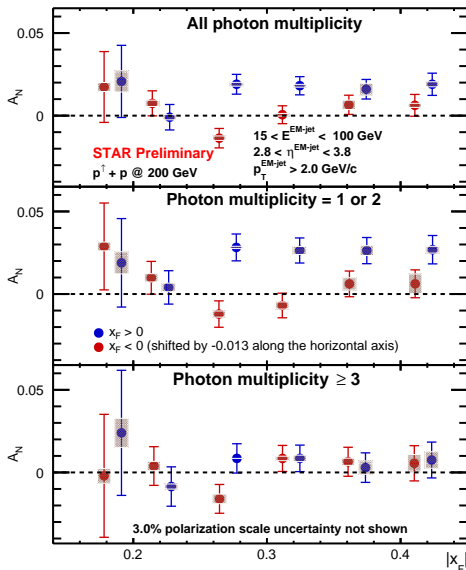 All photon multiplicity
A_N
0.05
0
STAR Preliminary
p↑ + p @ 200 GeV
15 < E^EM-jet < 100 GeV
2.8 < η^EM-jet < 3.8
p_T^EM-jet > 2.0 GeV/c
Photon multiplicity = 1 or 2
A_N
0.05
0
x_F > 0
x_F < 0 (shifted by -0.013 along the horizontal axis)
Photon multiplicity ≥ 3
A_N
0.05
0
3.0% polarization scale uncertainty not shown
0.2 0.3 0.4
|x_F|